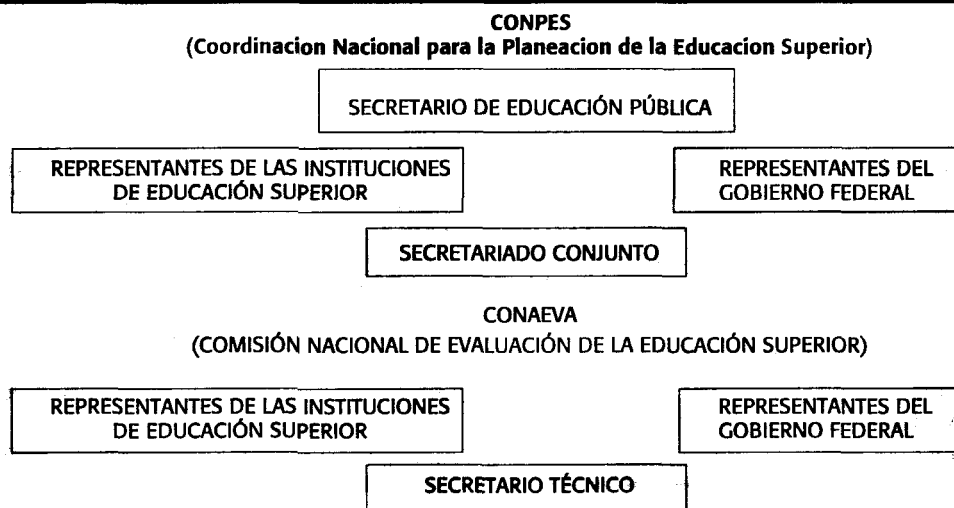 CONPES
(Coordinacion Nacional para la Planeacion de la Educacion Superior)
SECRETARIO DE EDUCACIÓN PÚBLICA
REPRESENTANTES DE LAS INSTITUCIONES
DE EDUCACIÓN SUPERIOR
REPRESENTANTES DEL
GOBIERNO FEDERAL
SECRETARIADO CONJUNTO
CONAEVA
(COMISIÓN NACIONAL DE EVALUACIÓN DE LA EDUCACIÓN SUPERIOR)
REPRESENTANTES DE LAS INSTITUCIONES
DE EDUCACIÓN SUPERIOR
REPRESENTANTES DEL
GOBIERNO FEDERAL
SECRETARIO TÉCNICO